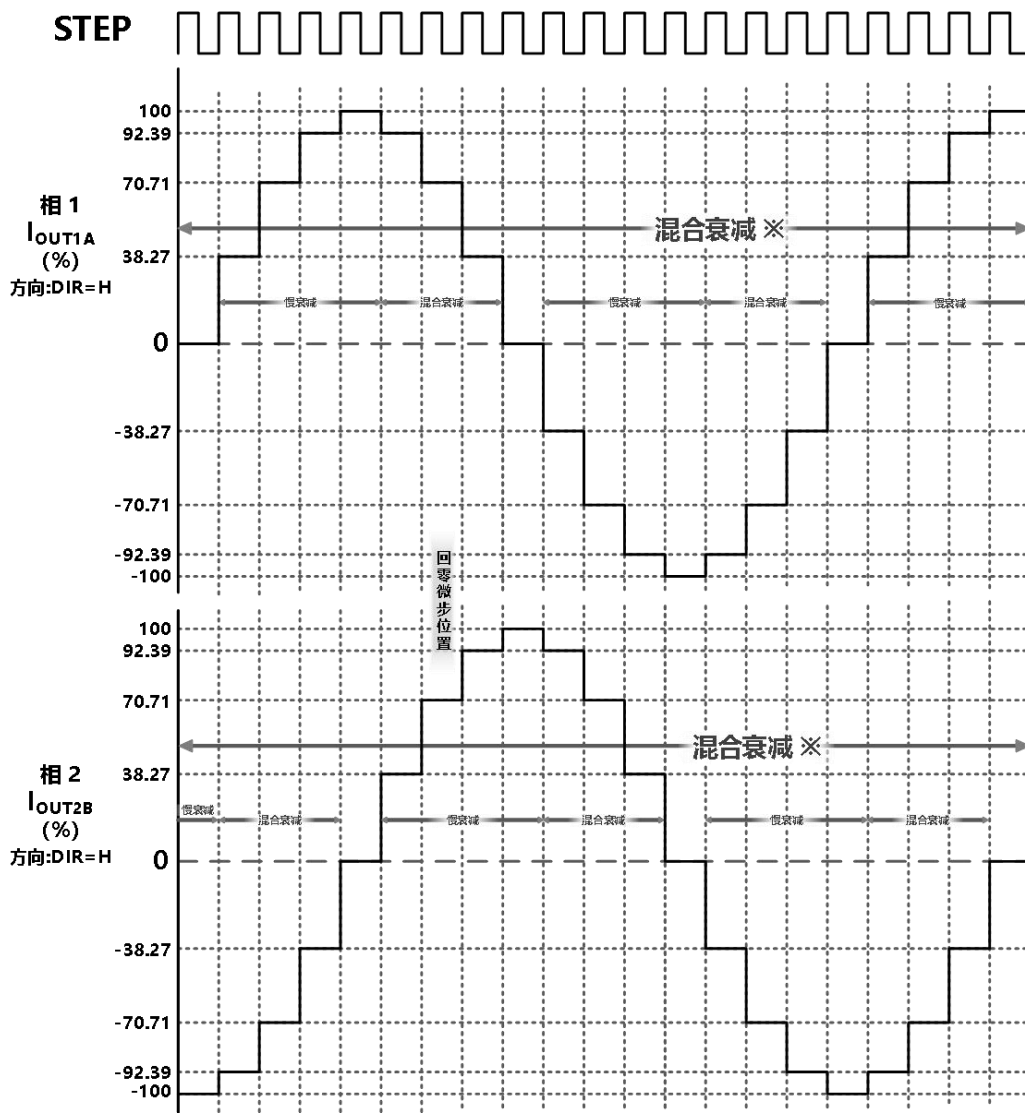 STEP
100
92.39
70.71
38.27
0
-38.27
-70.71
-92.39
-100
相 1
IOUT1A
(%)
方向:DIR=H
混合衰减 ※
慢衰减
混合衰减
慢衰减
混合衰减
慢衰减
回零微步位置
100
92.39
70.71
38.27
0
-38.27
-70.71
-92.39
-100
相 2
IOUT2B
(%)
方向:DIR=H
混合衰减 ※
慢衰减
混合衰减
慢衰减
混合衰减
慢衰减
混合衰减